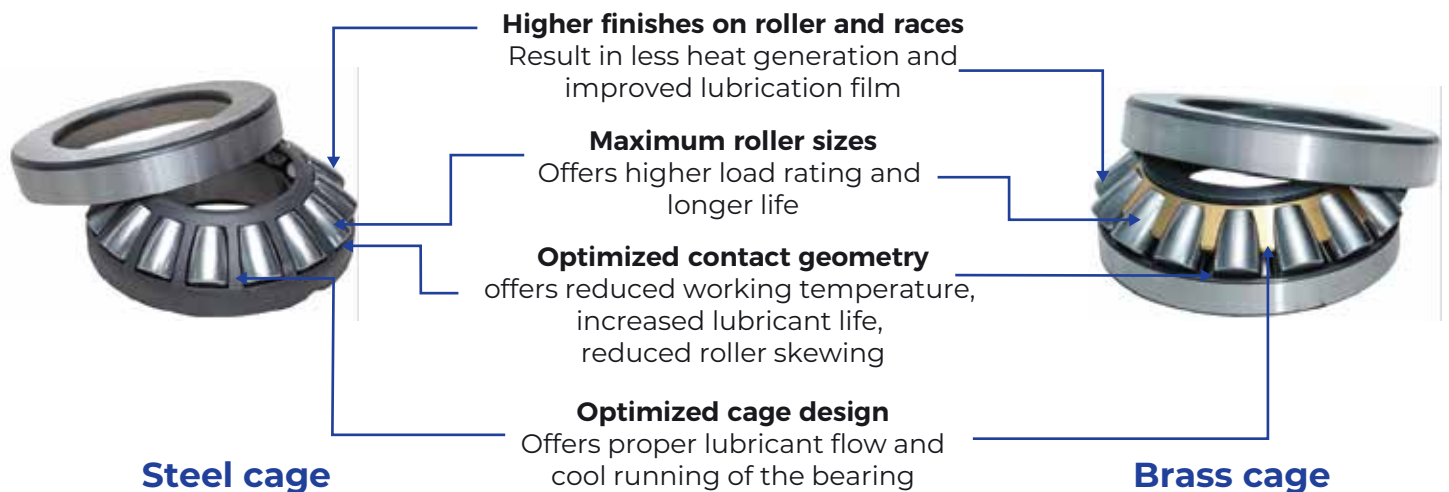 Higher finishes on roller and races
Result in less heat generation and
improved lubrication film
Maximum roller sizes
Offers higher load rating and
longer life
Optimized contact geometry
offers reduced working temperature,
increased lubricant life,
reduced roller skewing
Optimized cage design
Offers proper lubricant flow and
cool running of the bearing
Steel cage
Brass cage